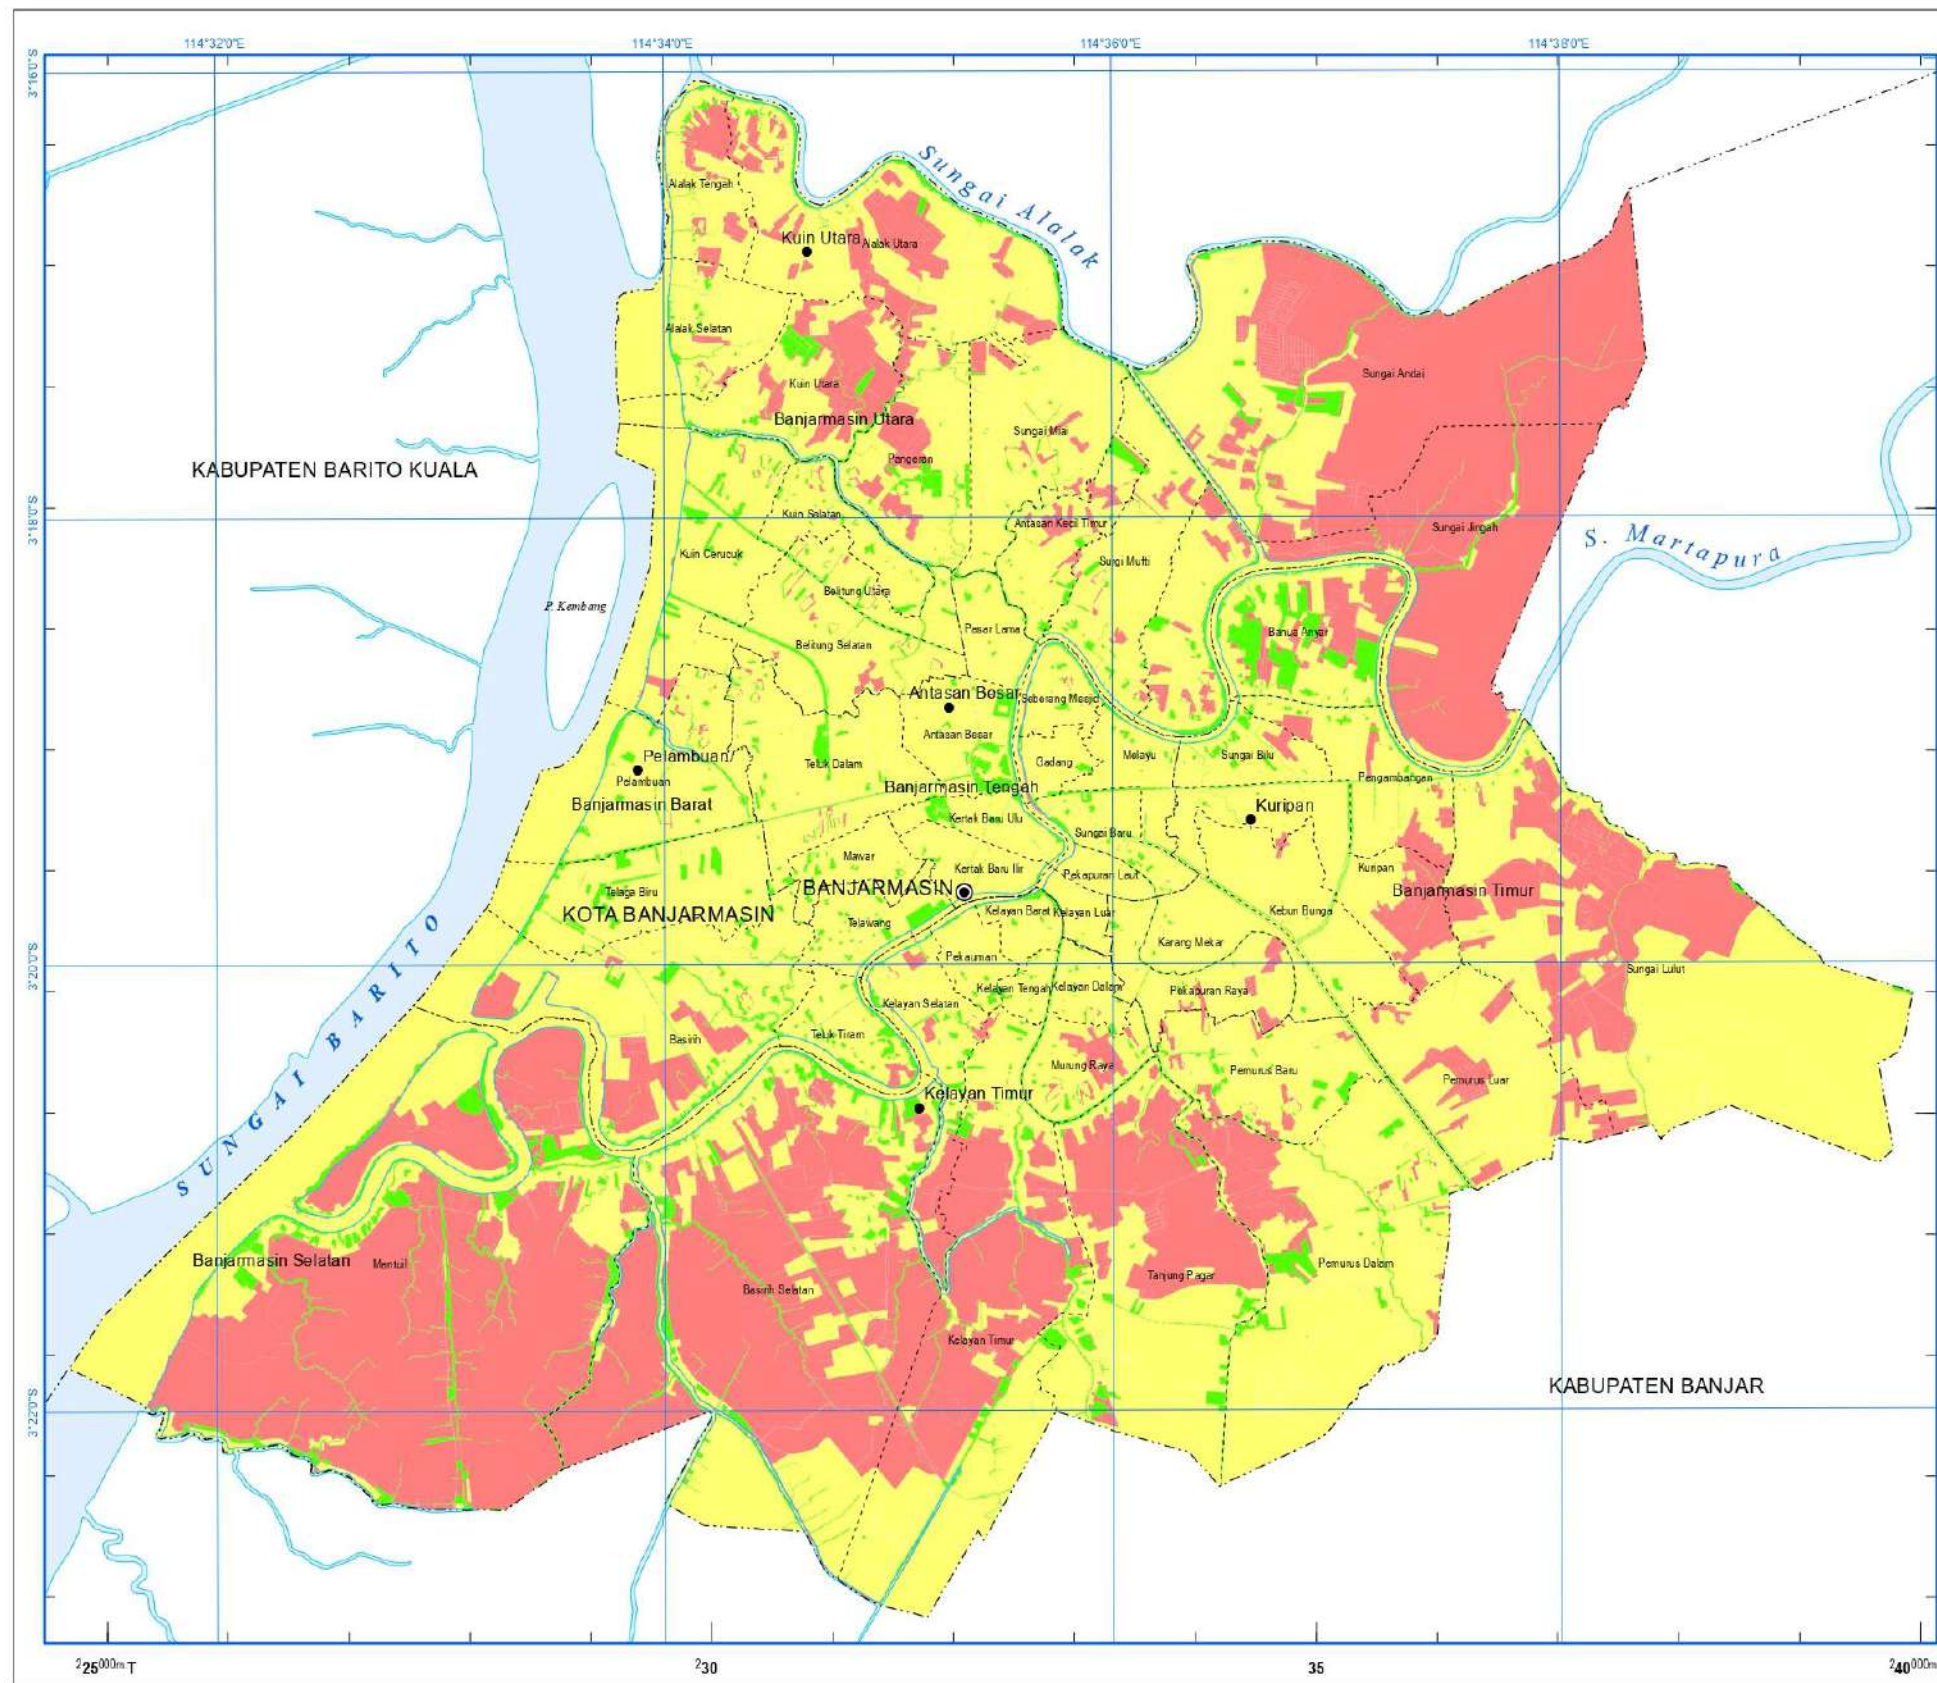 114°32'0"E
114°34'0"E
114°36'0"E
114°38'0"E
3°16'0"S
Sungai Alalak
Alalak Tengah
Kuin Utara
Alalak Utara
Alalak Selatan
Sungai Andai
Kuin Utara
Banjarmasin Utara
Sungai Miai
Pangeran
KABUPATEN BARITO KUALA
3°18'0"S
Kuin Selatan
Antasan Kecil Timur
Sungai Jingah
S. Martapura
Kuin Cerucuk
Surgi Mufti
Belitung Utara
P. Kembang
Pasar Lama
Banua Anyar
Belitung Selatan
Antasan Besar
Seberang Mesjid
Antasan Besar
Pelambuan
Teluk Dalam
Gadang
Melayu
Sungai Bilu
Pelambuan
Pengambangan
Banjarmasin Tengah
Banjarmasin Barat
Kuripan
Kertak Baru Ulu
Sungai Baru
Mawar
Kertak Baru Ilir
Pekapuran Laut
Kuripan
Telaga Biru
BANJARMASIN
Banjarmasin Timur
KOTA BANJARMASIN
Telawang
Kelayan Barat
Kelayan Luar
Kebun Bunga
Karang Mekar
Pekauman
3°20'0"S
Sungai Lulut
Kelayan Tengah
Kelayan Dalam
Pekapuran Raya
Kelayan Selatan
SUNGAI BARITO
Basirih
Teluk Tiram
Murung Raya
Pemurus Baru
Pemurus Luar
Kelayan Timur
Banjarmasin Selatan
Mantuil
Basirih Selatan
Tanjung Pagar
Pemurus Dalam
Kelayan Timur
KABUPATEN BANJAR
3°22'0"S
225000m.T
230
35
240000m